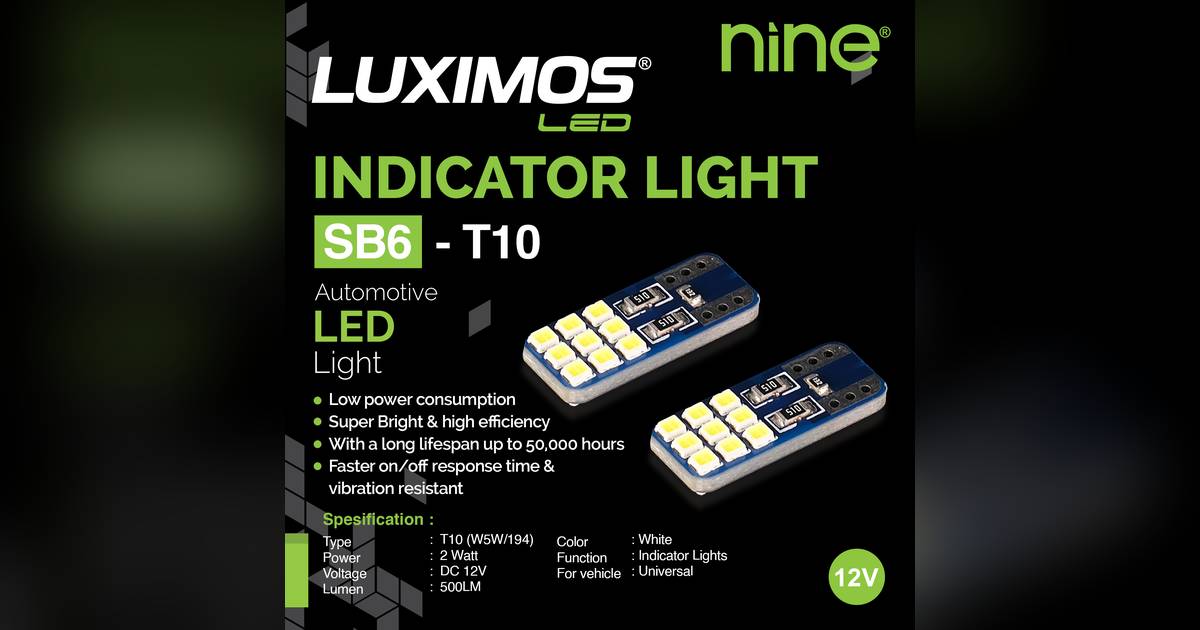 nine®
LUXIMOS®
LED
INDICATOR LIGHT
SB6 - T10
Automotive
LED
Light
510
510
510
510
• Low power consumption
• Super Bright & high efficiency
• With a long lifespan up to 50,000 hours
• Faster on/off response time &
vibration resistant
Spesification :
Type : T10 (W5W/194)
Power : 2 Watt
Voltage : DC 12V
Lumen : 500LM
Color : White
Function : Indicator Lights
For vehicle : Universal
12V